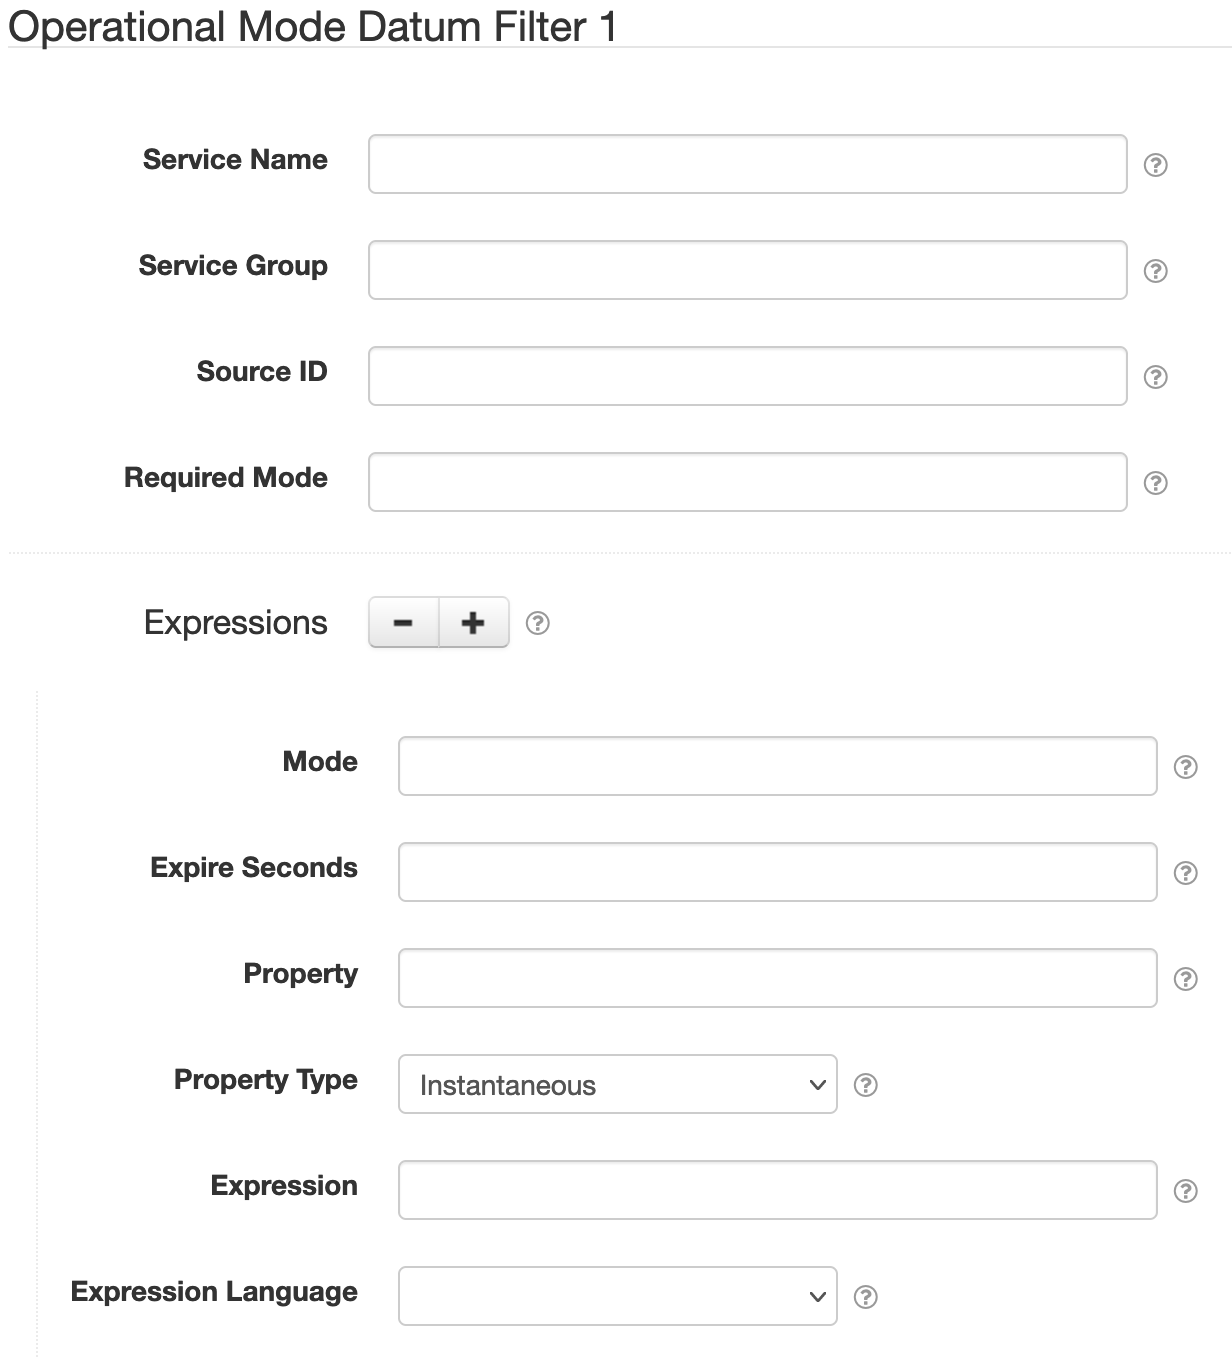 Operational Mode Datum Filter 1
Service Name
Service Group
Source ID
Required Mode
Expressions - +
Mode
Expire Seconds
Property
Property Type Instantaneous
Expression
Expression Language